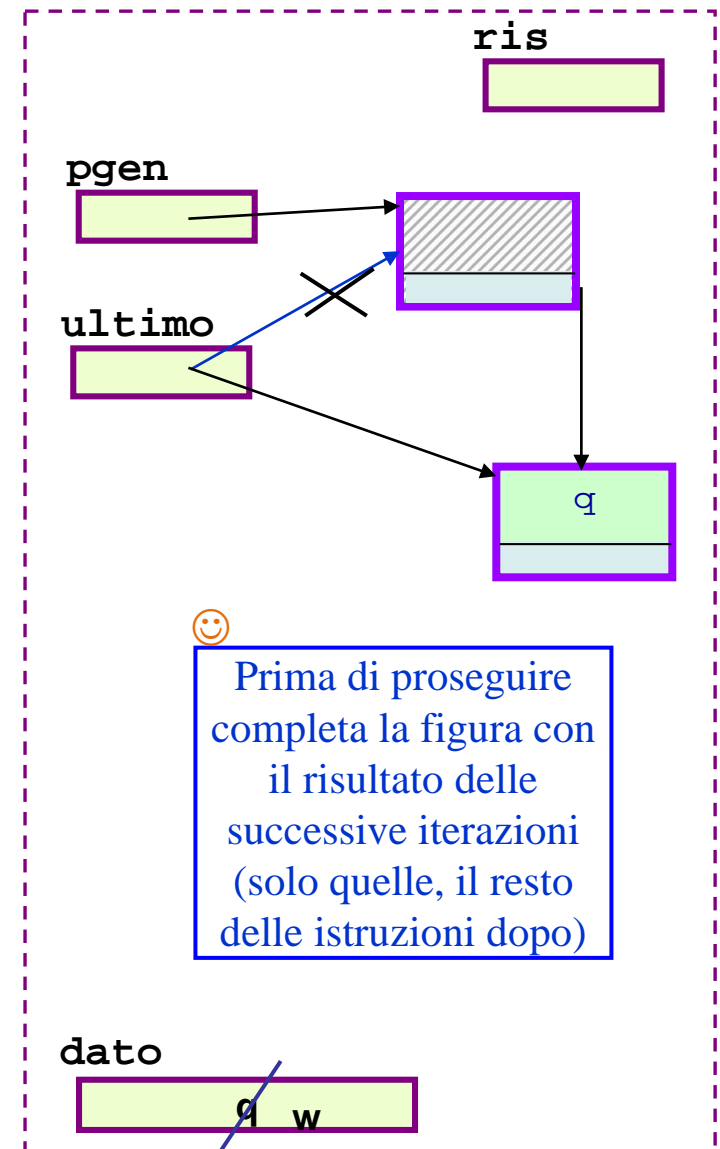 ris
pgen
ultimo
q
Prima di proseguire
completa la figura con
il risultato delle
successive iterazioni
(solo quelle, il resto
delle istruzioni dopo)
dato
q w